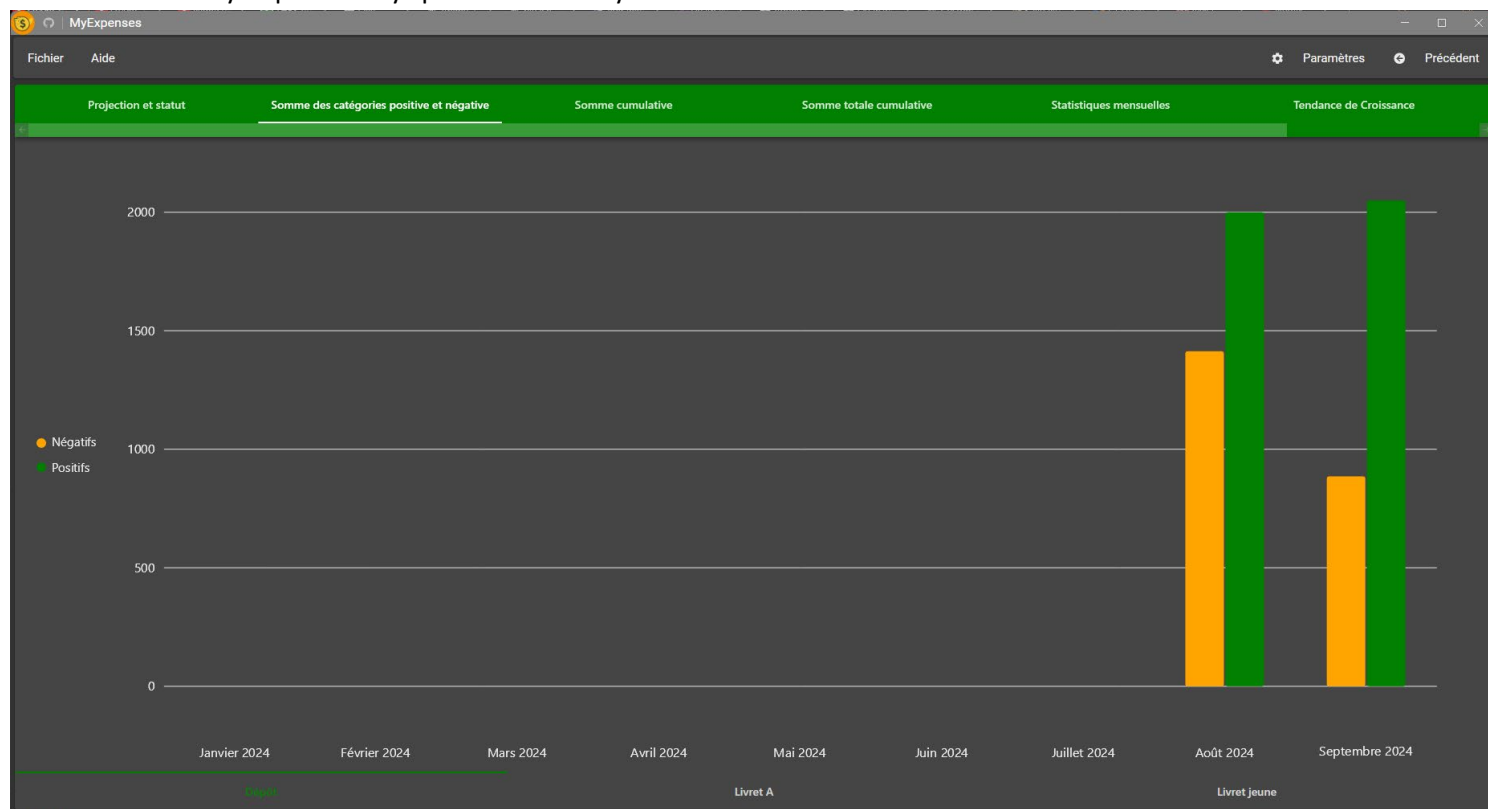 MyExpenses
Fichier Aide Paramètres Précédent
Projection et statut Somme des catégories positive et négative Somme cumulative Somme totale cumulative Statistiques mensuelles Tendance de Croissance
2000
1500
Négatifs
1000
Positifs
500
0
Janvier 2024 Février 2024 Mars 2024 Avril 2024 Mai 2024 Juin 2024 Juillet 2024 Août 2024 Septembre 2024
Dépôt Livret A Livret jeune